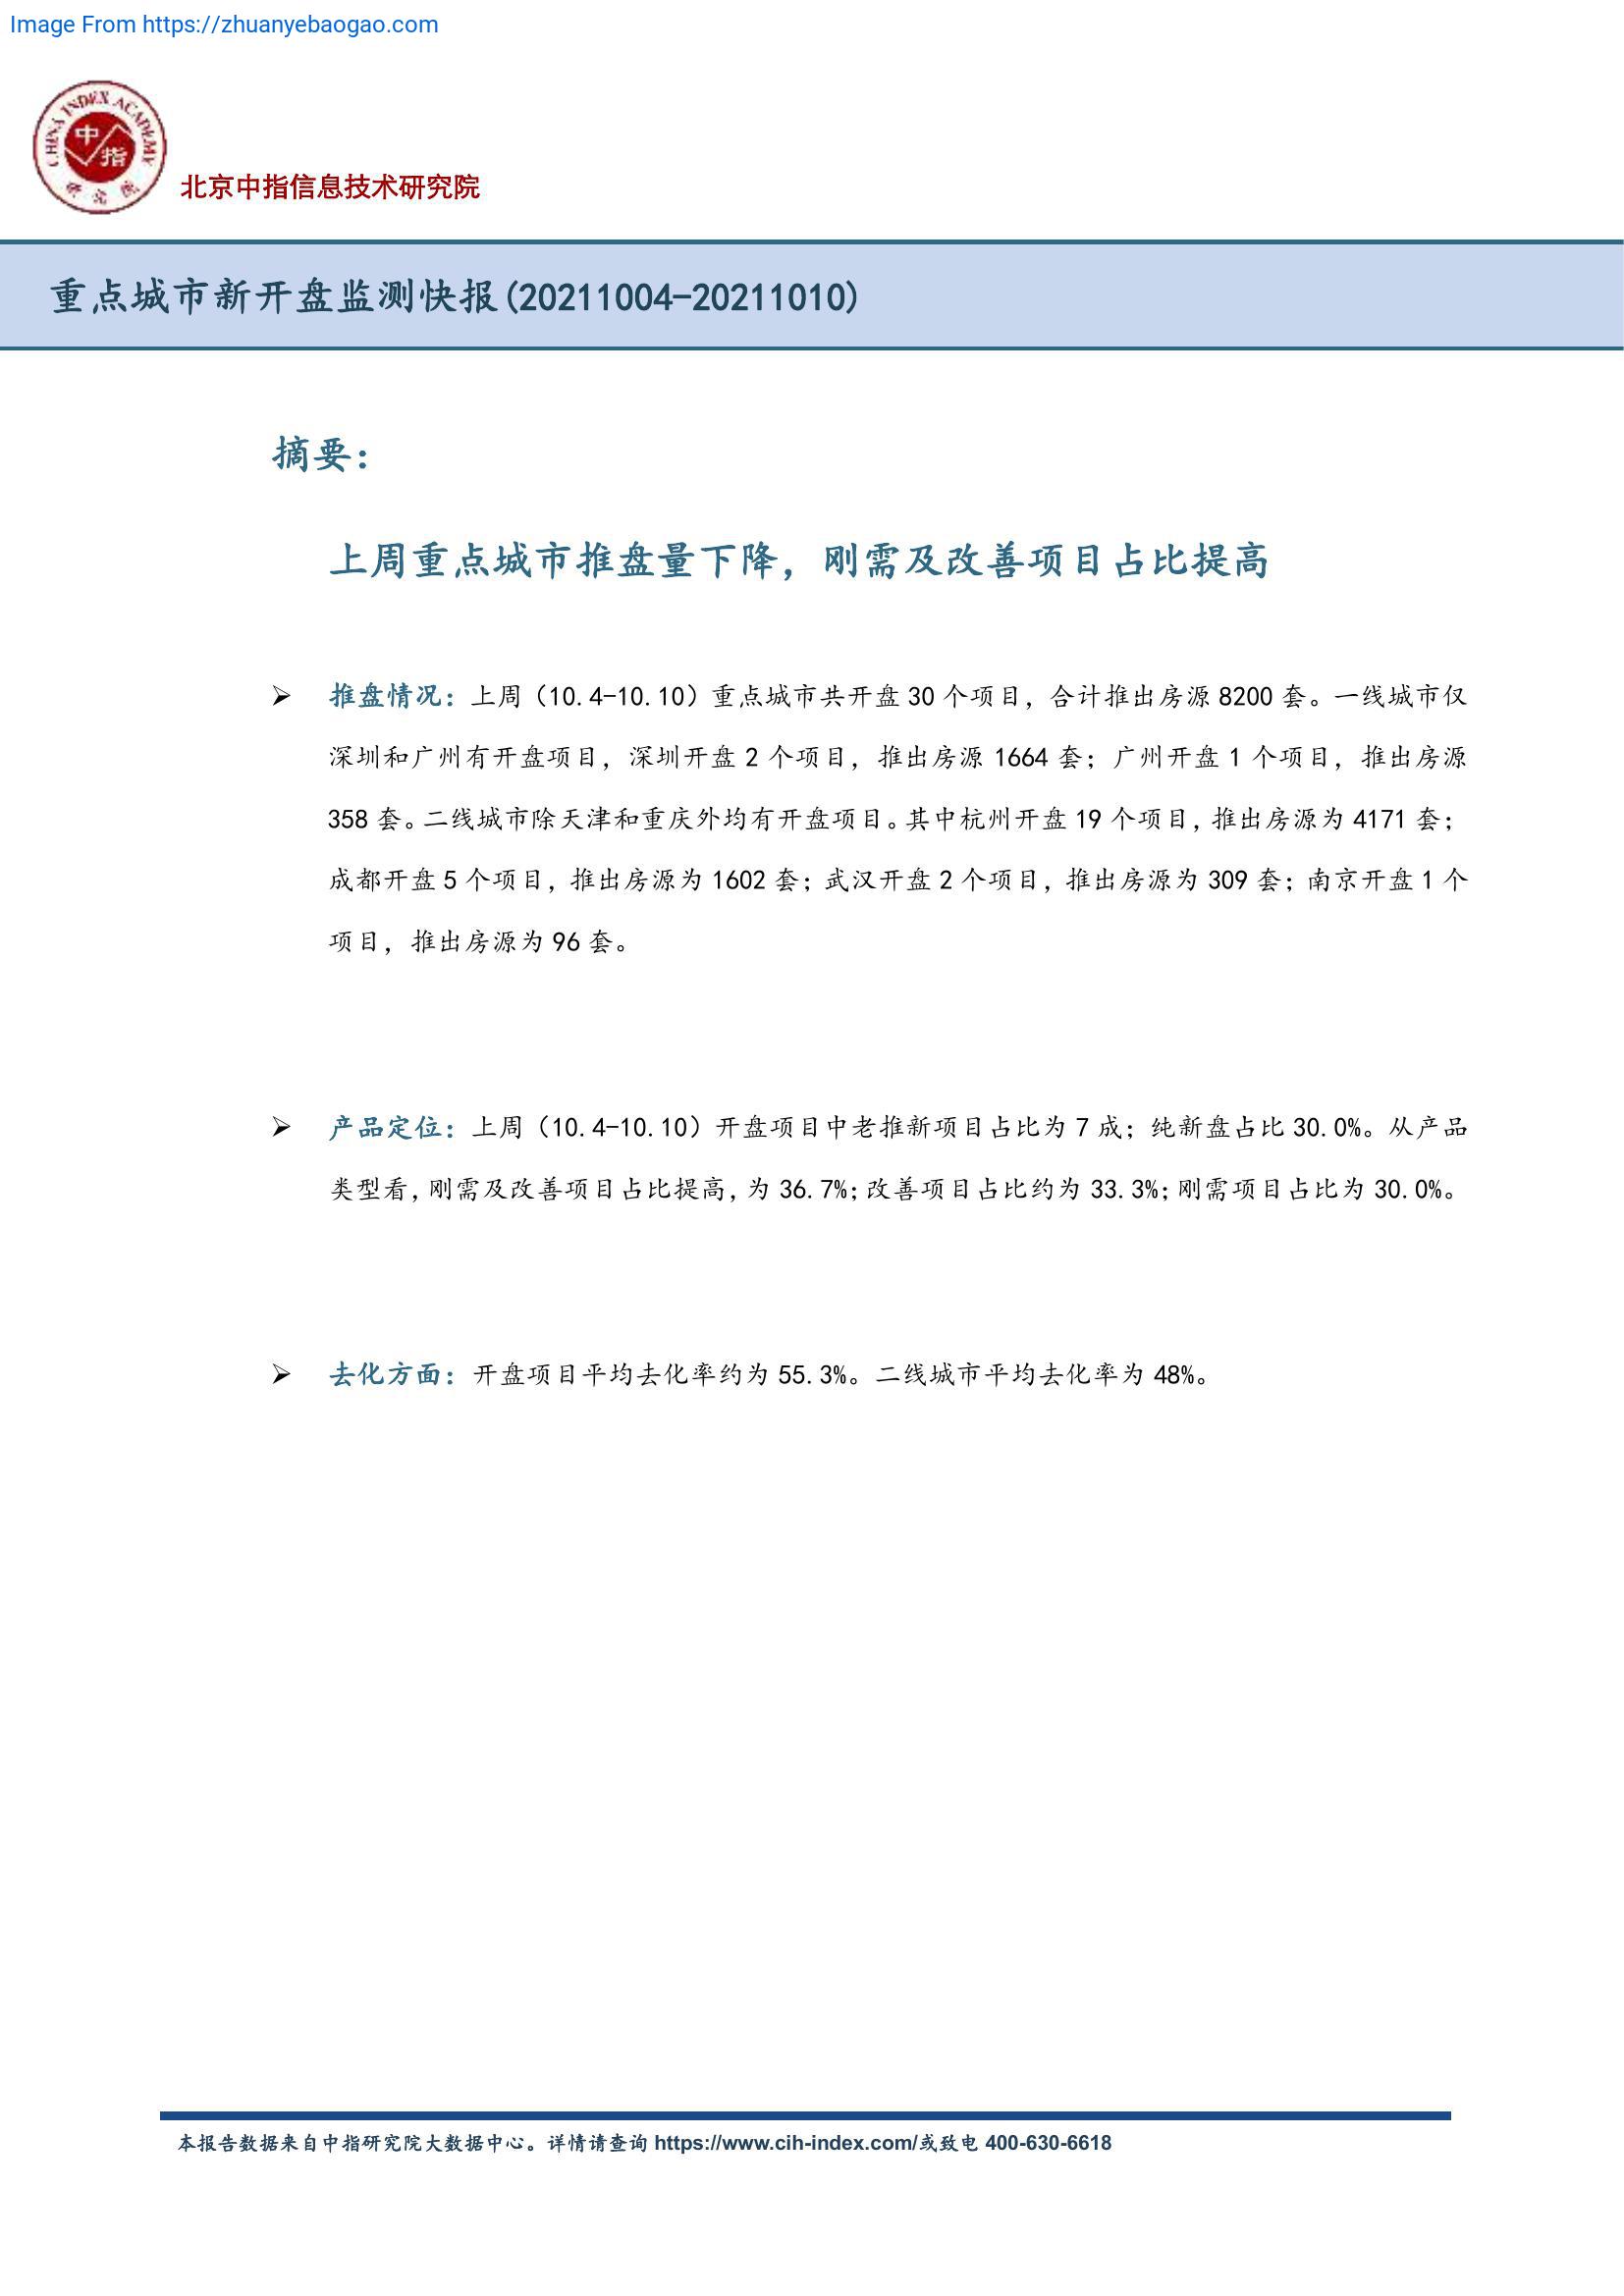 Image From https://zhuanyebaogao.com
CHINA INDEX ACADEMY
中指
研究院
北京中指信息技术研究院
重点城市新开盘监测快报(20211004-20211010)
摘要：
上周重点城市推盘量下降，刚需及改善项目占比提高
➢ 推盘情况：上周（10.4-10.10）重点城市共开盘 30 个项目，合计推出房源 8200 套。一线城市仅
深圳和广州有开盘项目，深圳开盘 2 个项目，推出房源 1664 套；广州开盘 1 个项目，推出房源
358 套。二线城市除天津和重庆外均有开盘项目。其中杭州开盘 19 个项目，推出房源为 4171 套；
成都开盘 5 个项目，推出房源为 1602 套；武汉开盘 2 个项目，推出房源为 309 套；南京开盘 1 个
项目，推出房源为 96 套。
➢ 产品定位：上周（10.4-10.10）开盘项目中老推新项目占比为 7 成；纯新盘占比 30.0%。从产品
类型看，刚需及改善项目占比提高，为 36.7%；改善项目占比约为 33.3%；刚需项目占比为 30.0%。
➢ 去化方面：开盘项目平均去化率约为 55.3%。二线城市平均去化率为 48%。
本报告数据来自中指研究院大数据中心。详情请查询 https://www.cih-index.com/或致电 400-630-6618